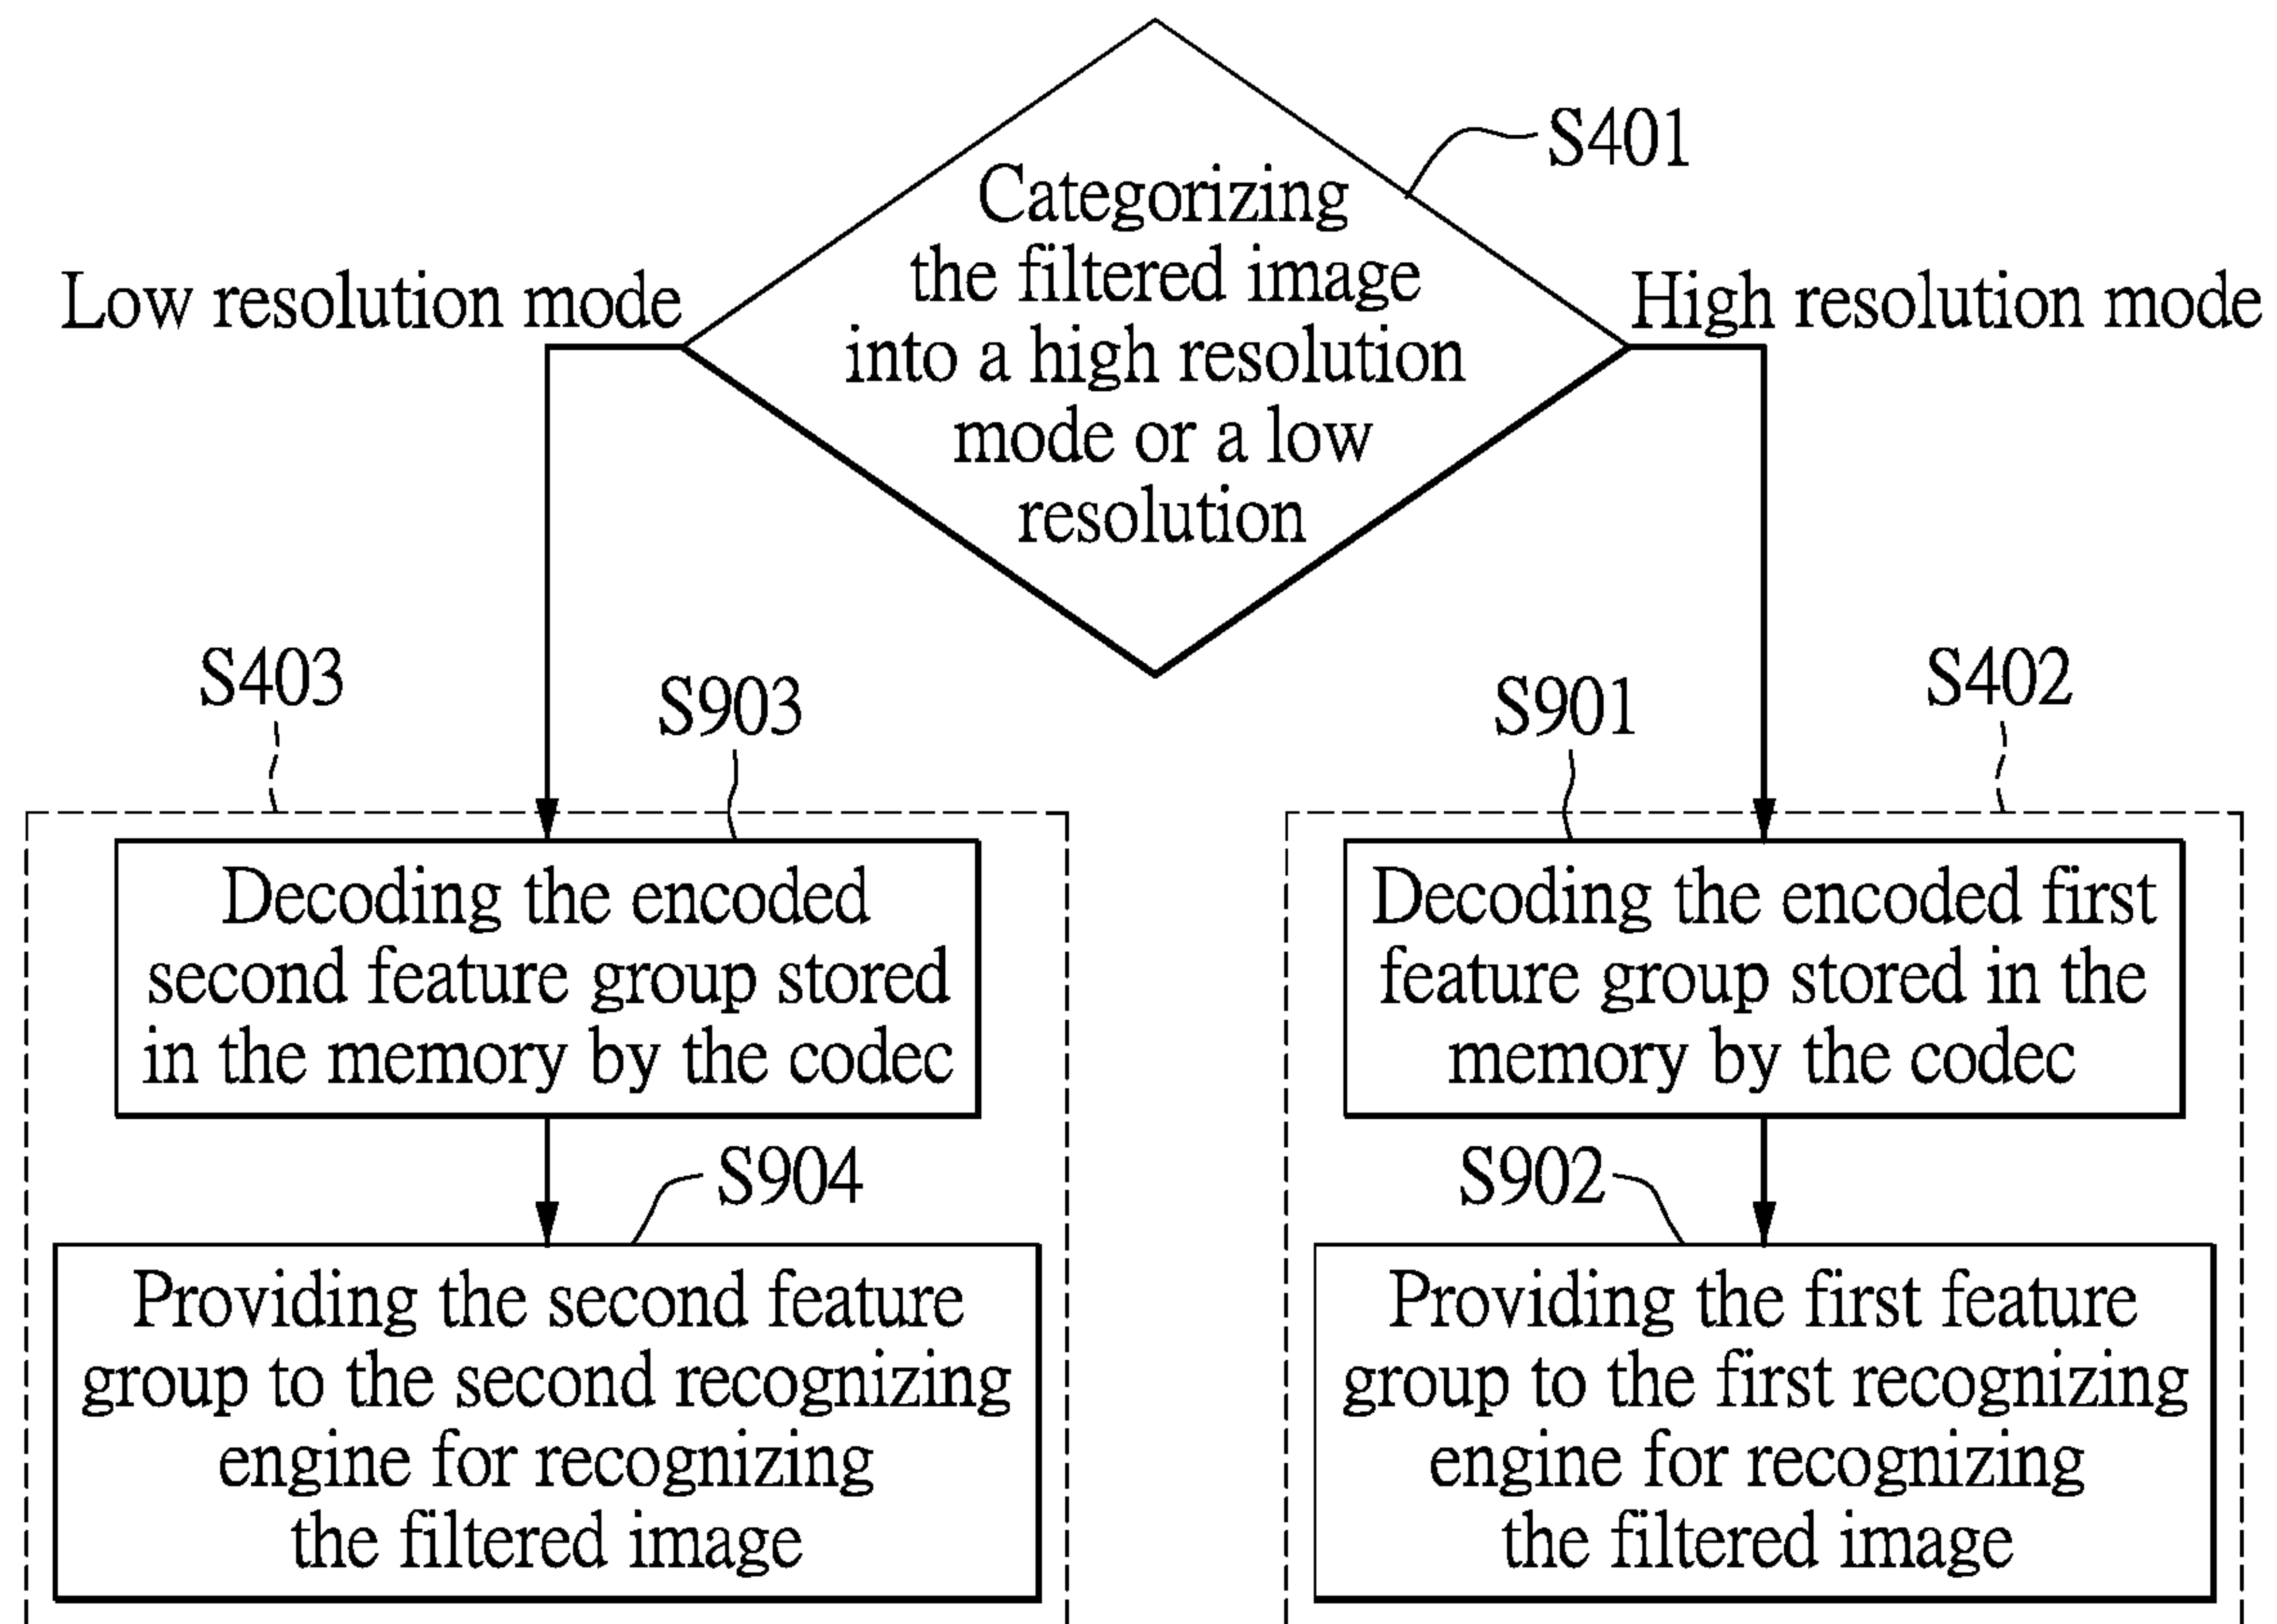 S401
Categorizing
the filtered image
into a high resolution
mode or a low
resolution
Low resolution mode
High resolution mode
S403
S903
Decoding the encoded
second feature group stored
in the memory by the codec
S904
Providing the second feature
group to the second recognizing
engine for recognizing
the filtered image
S901
S402
Decoding the encoded first
feature group stored in the
memory by the codec
S902
Providing the first feature
group to the first recognizing
engine for recognizing
the filtered image